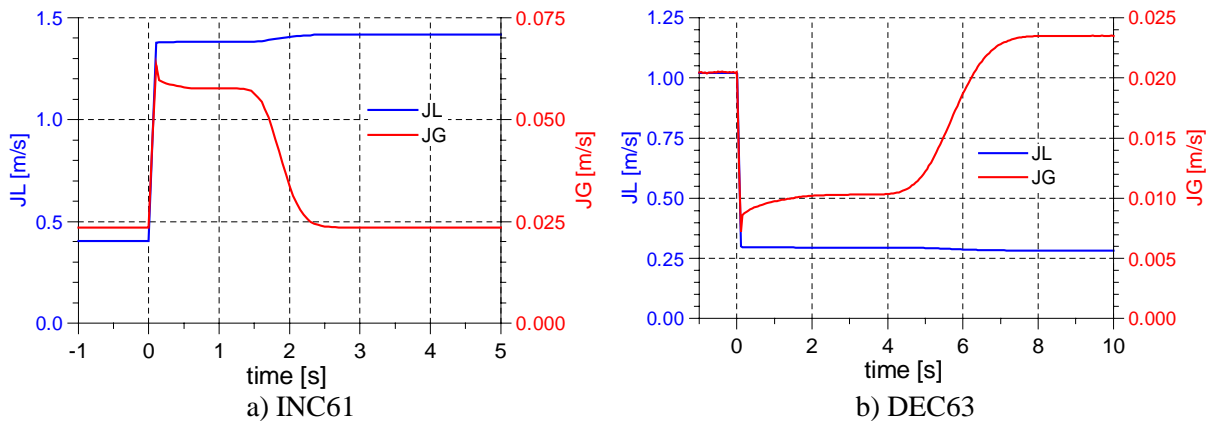 1.5
1.0
0.5
0.0
JL [m/s]
0.075
0.050
0.025
0.000
JG [m/s]
JL
JG
-1 0 1 2 3 4 5
time [s]
a) INC61
1.25
1.00
0.75
0.50
0.25
0.00
JL [m/s]
0.025
0.020
0.015
0.010
0.005
0.000
JG [m/s]
JL
JG
0 2 4 6 8 10
time [s]
b) DEC63